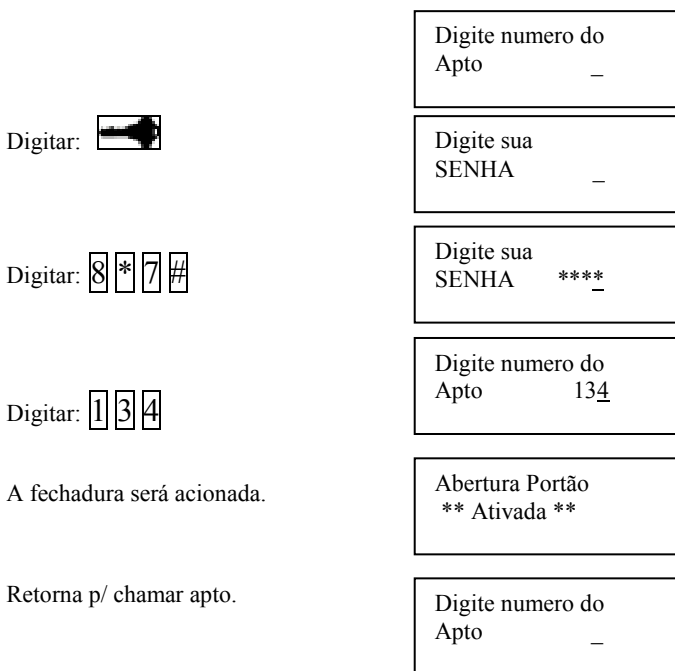 Digite numero do
Apto _
Digitar:
Digite sua
SENHA _
Digitar: 8 * 7 #
Digite sua
SENHA ****
Digitar: 1 3 4
Digite numero do
Apto 134
A fechadura será acionada.
Abertura Portão
** Ativada **
Retorna p/ chamar apto.
Digite numero do
Apto _